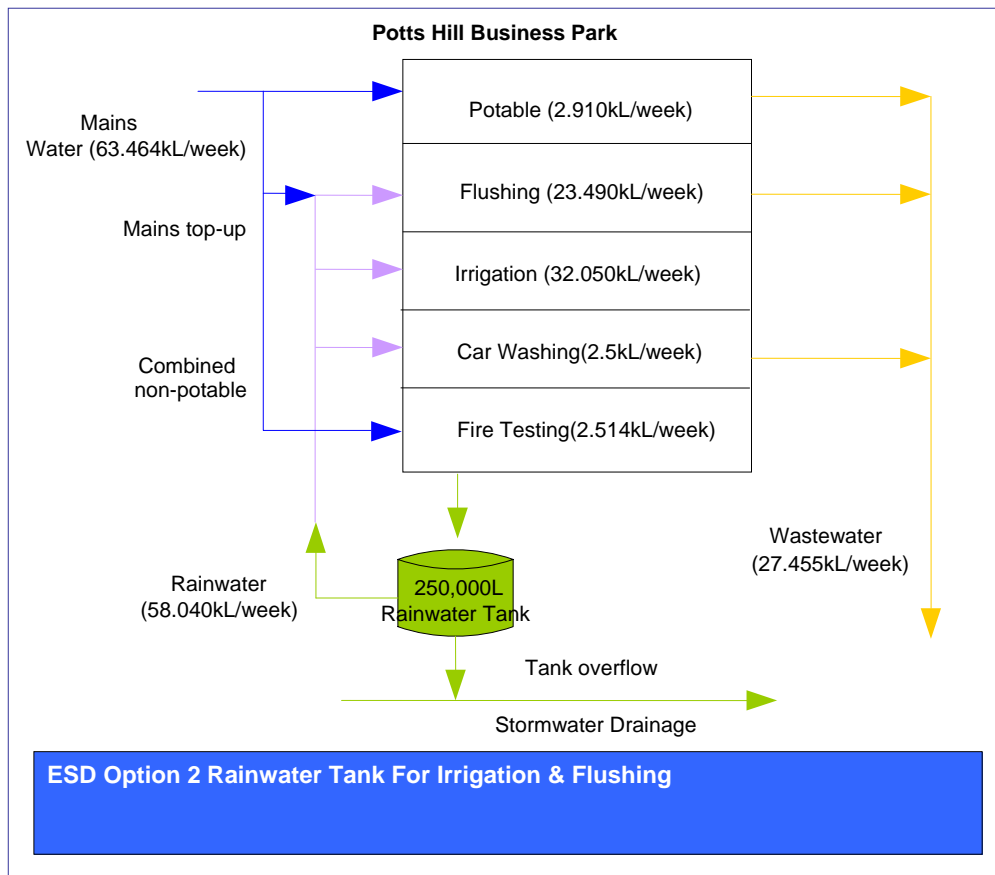 Potts Hill Business Park
Mains
Water (63.464kL/week)
Potable (2.910kL/week)
Flushing (23.490kL/week)
Mains top-up
Irrigation (32.050kL/week)
Car Washing(2.5kL/week)
Combined
non-potable
Fire Testing(2.514kL/week)
Wastewater
(27.455kL/week)
Rainwater
(58.040kL/week)
250,000L
Rainwater Tank
Tank overflow
Stormwater Drainage
ESD Option 2 Rainwater Tank For Irrigation & Flushing